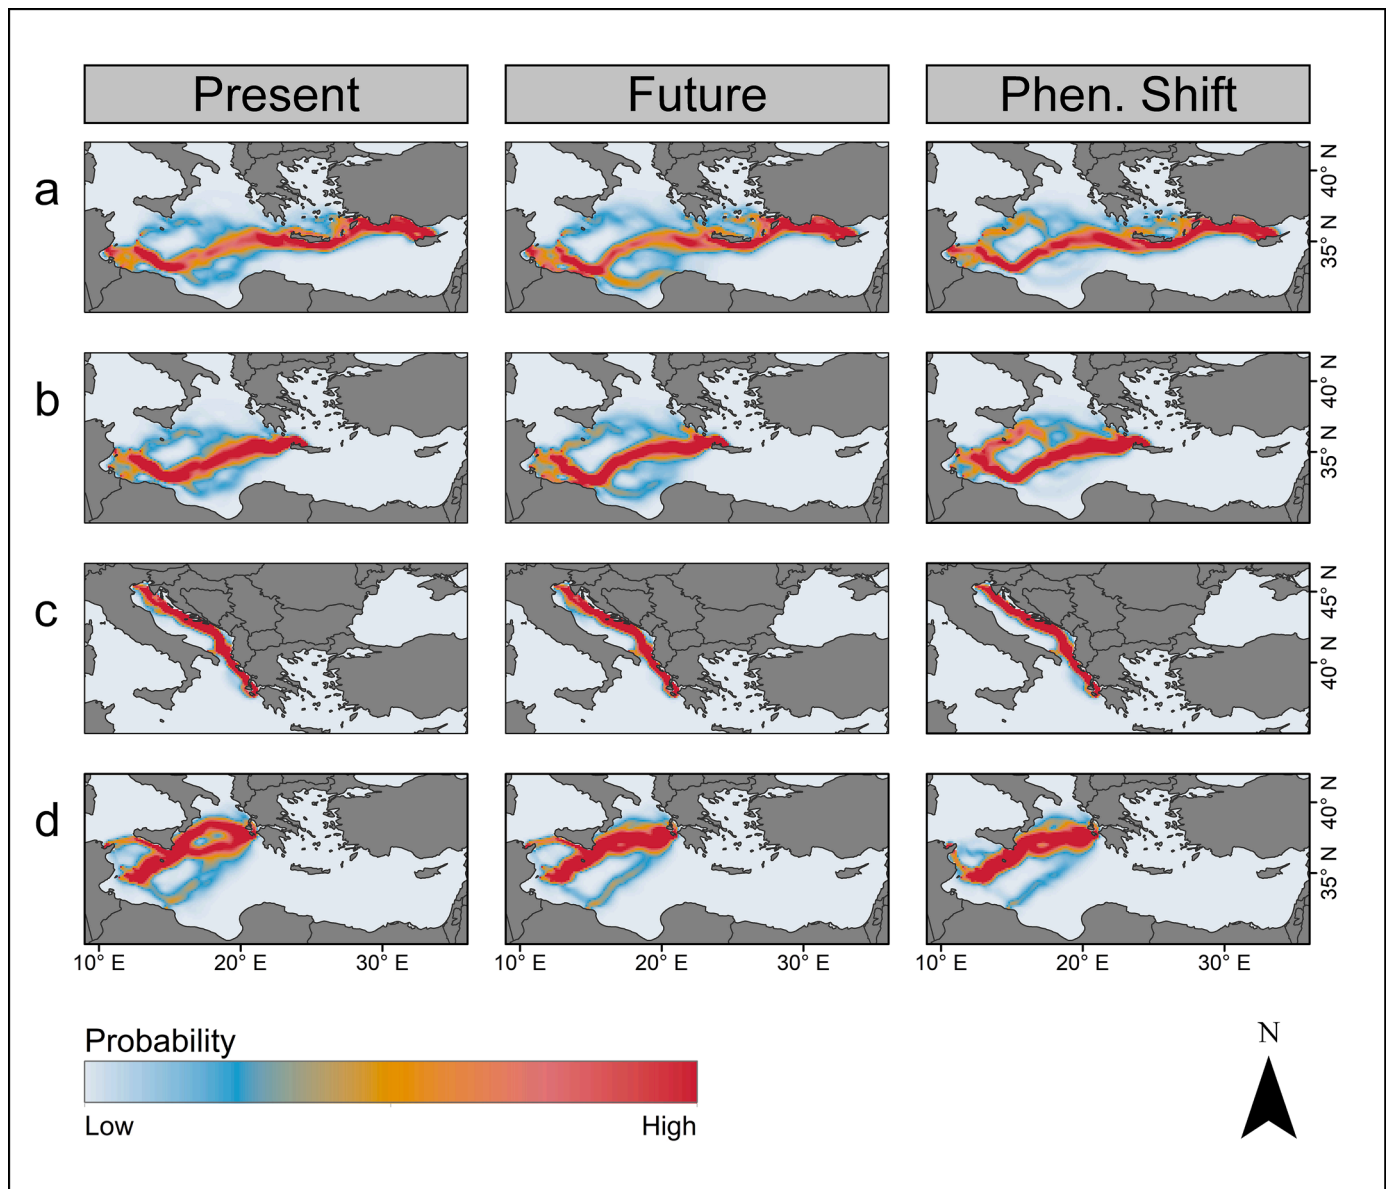 Present Future Phen. Shift
a
40° N
35° N
b
40° N
35° N
c
45° N
40° N
d
40° N
35° N
10° E 20° E 30° E 10° E 20° E 30° E 10° E 20° E 30° E
Probability
Low High
N